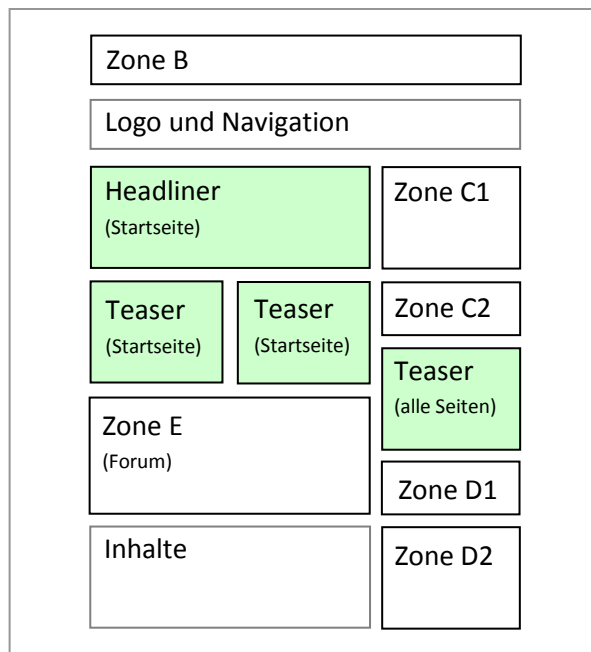 Zone B
Logo und Navigation
Headliner
(Startseite)
Zone C1
Teaser
(Startseite)
Teaser
(Startseite)
Zone C2
Teaser
(alle Seiten)
Zone E
(Forum)
Zone D1
Inhalte
Zone D2